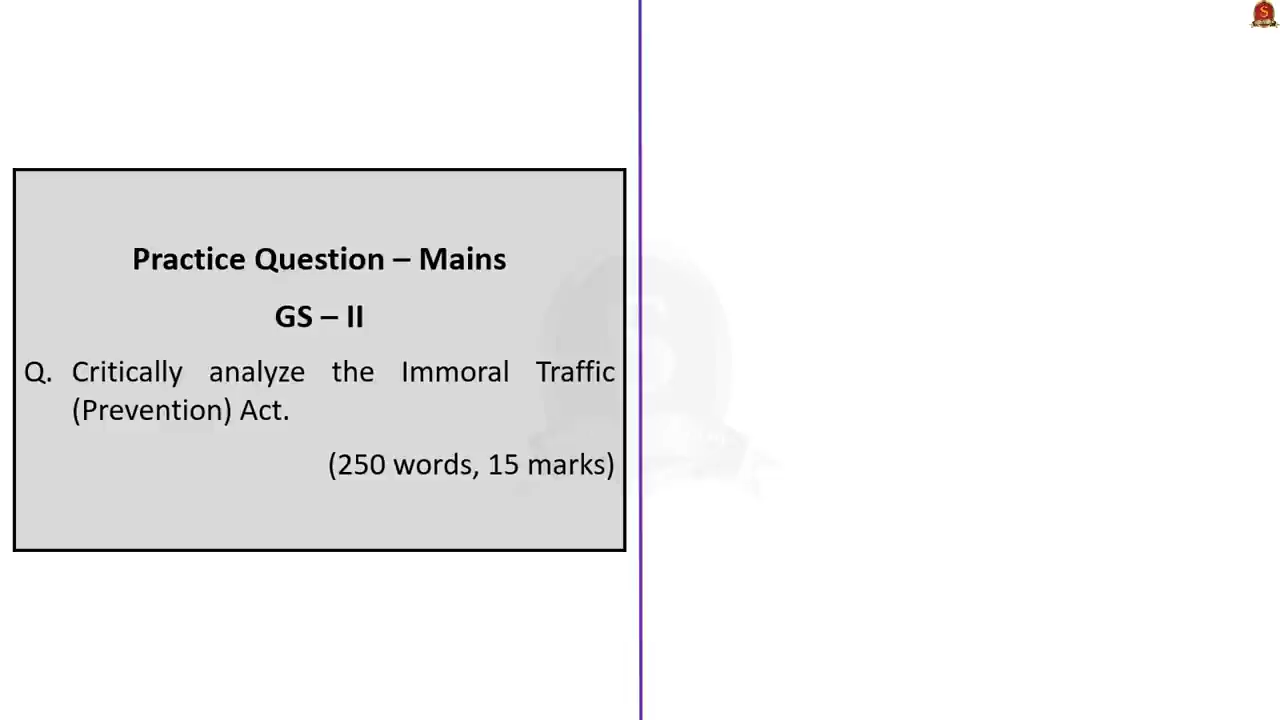 Practice Question – Mains
GS – II
Q. Critically analyze the Immoral Traffic
(Prevention) Act.
(250 words, 15 marks)
S